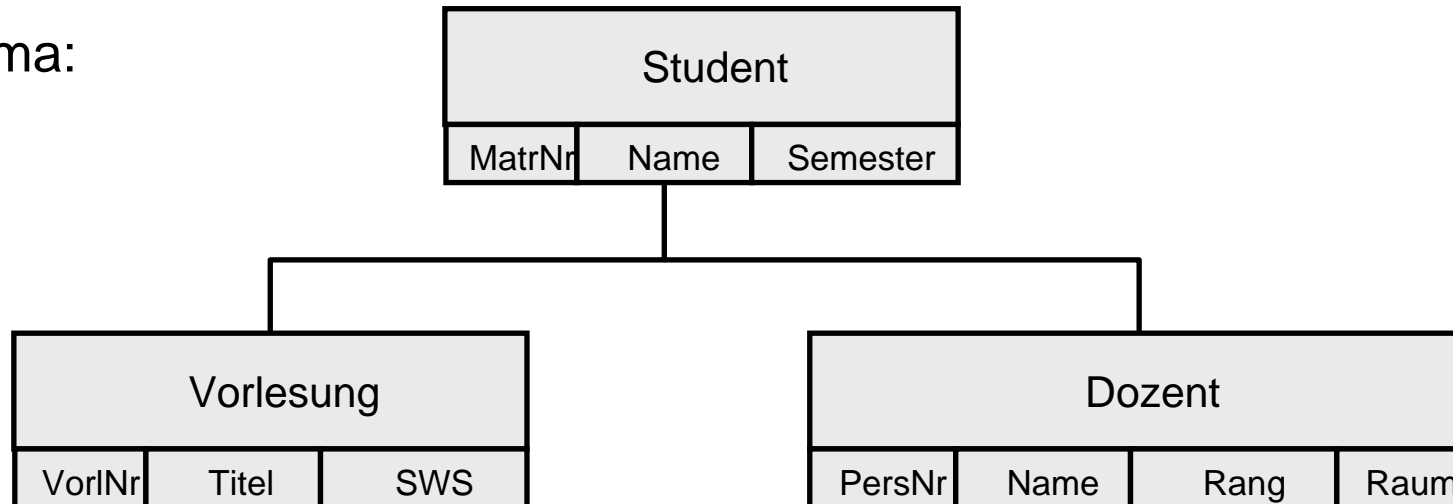 ma:
Student
MatrNr Name Semester
Vorlesung Dozent
VorlNr Titel SWS PersNr Name Rang Raum